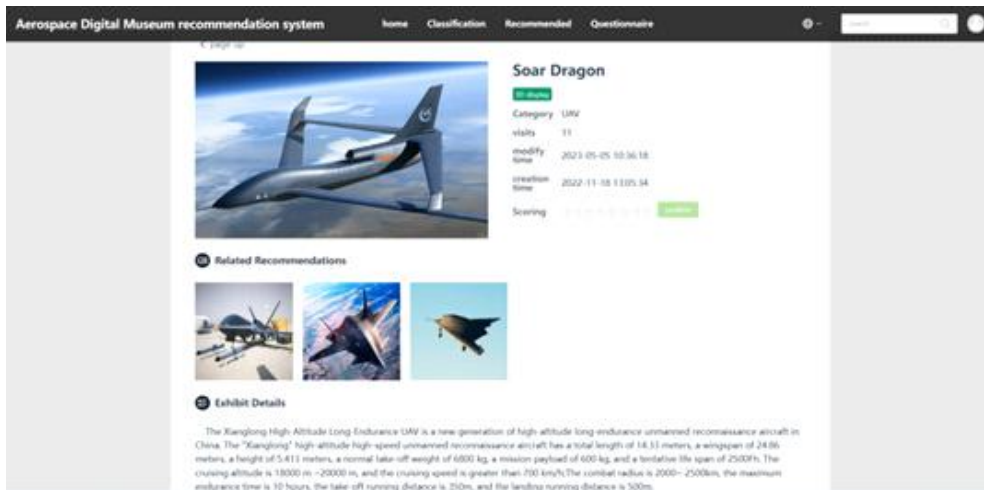 Aerospace Digital Museum recommendation system home Classification Recommended Questionnaire search
page up
Soar Dragon
3D display
Category UAV
visits 11
modify
time 2023-05-05 10:36:18
creation
time 2022-11-18 13:05:34
Scoring
Related Recommendations
Exhibit Details
The Xianglong High-Altitude Long-Endurance UAV is a new generation of high-altitude long-endurance unmanned reconnaissance aircraft in
China. The "Xianglong" high-altitude high-speed unmanned reconnaissance aircraft has a total length of 14.33 meters, a wingspan of 24.86
meters, a height of 5.413 meters, a normal take-off weight of 6800 kg, a mission payload of 600 kg, and a tentative life span of 2500Fh. The
cruising altitude is 18000 m ~20000 m, and the cruising speed is greater than 700 km/h;The combat radius is 2000~ 2500km, the maximum
endurance time is 10 hours, the take-off running distance is 350m, and the landing running distance is 500m.